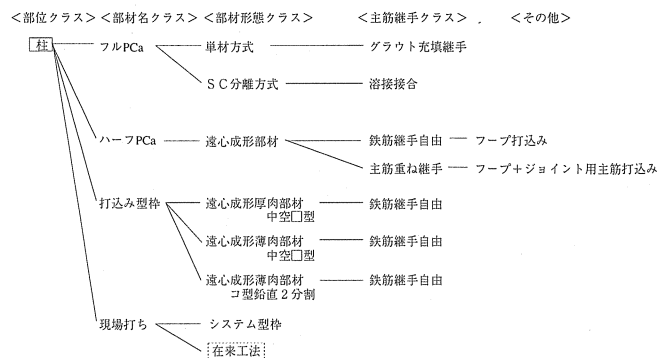 ＜部位クラス＞＜部材名クラス＞＜部材形態クラス＞ ＜主筋継手クラス＞ ＜その他＞
柱 フルPCa 単材方式 グラウト充填継手
ＳＣ分離方式 溶接接合
ハーフPCa 遠心成形部材 鉄筋継手自由 フープ打込み
主筋重ね継手 フープ＋ジョイント用主筋打込み
打込み型枠 遠心成形厚肉部材 鉄筋継手自由
中空□型
遠心成形薄肉部材 鉄筋継手自由
中空□型
遠心成形薄肉部材 鉄筋継手自由
コ型鉛直２分割
現場打ち システム型枠
在来工法